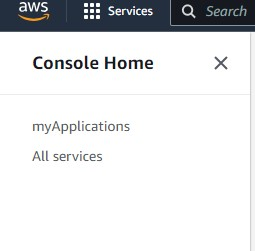 aws
Services
Search
Console Home
myApplications
All services